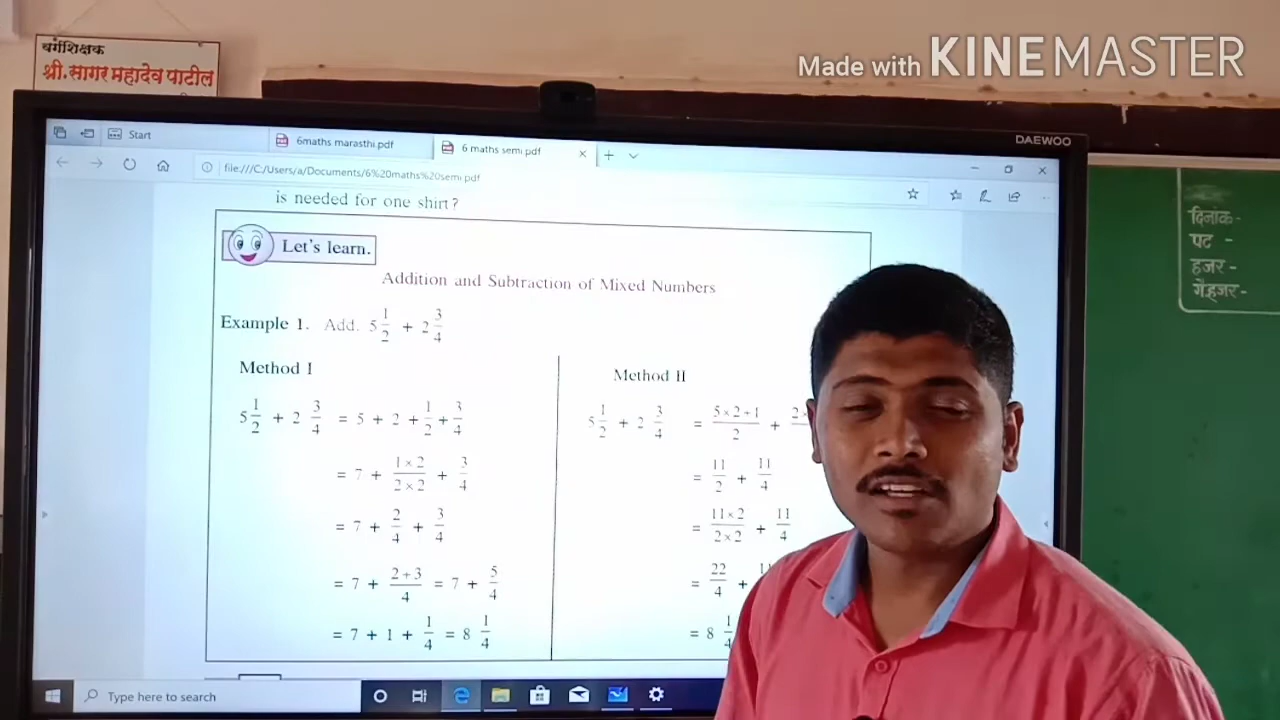 वर्गशिक्षक
श्री.सागर महादेव पाटील
Made with KINEMASTER
DAEWOO
Start
6maths marasthi.pdf
6 maths semi.pdf
file:///C:/Users/a/Documents/6%20maths%20semi.pdf
is needed for one shirt?
Let's learn.
Addition and Subtraction of Mixed Numbers
Example 1. Add. 5 1/2 + 2 3/4
Method I
5 1/2 + 2 3/4 = 5 + 2 + 1/2 + 3/4
= 7 + 1×2/2×2 + 3/4
= 7 + 2/4 + 3/4
= 7 + 2+3/4 = 7 + 5/4
= 7 + 1 + 1/4 = 8 1/4
Method II
5 1/2 + 2 3/4 = 5×2+1/2 +
= 11/2 + 11/4
= 11×2/2×2 + 11/4
= 22/4 +
= 8 1/4
दिनांक-
पट -
हजर -
गैरहजर-
Type here to search